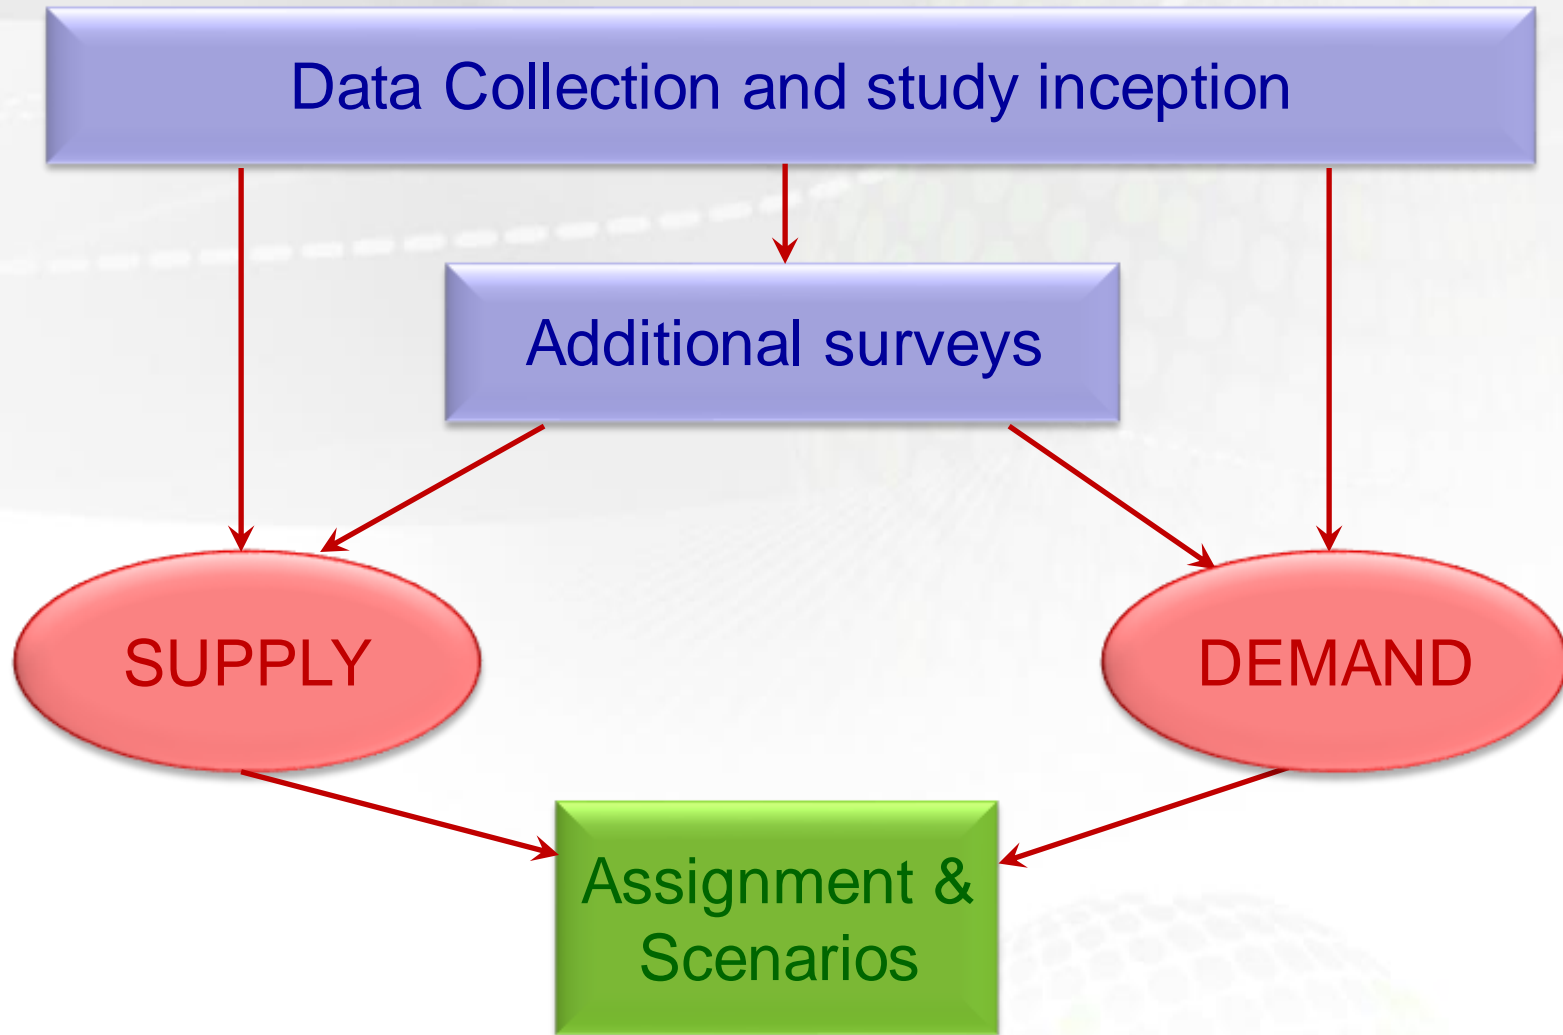 Data Collection and study inception
Additional surveys
SUPPLY
DEMAND
Assignment &
Scenarios